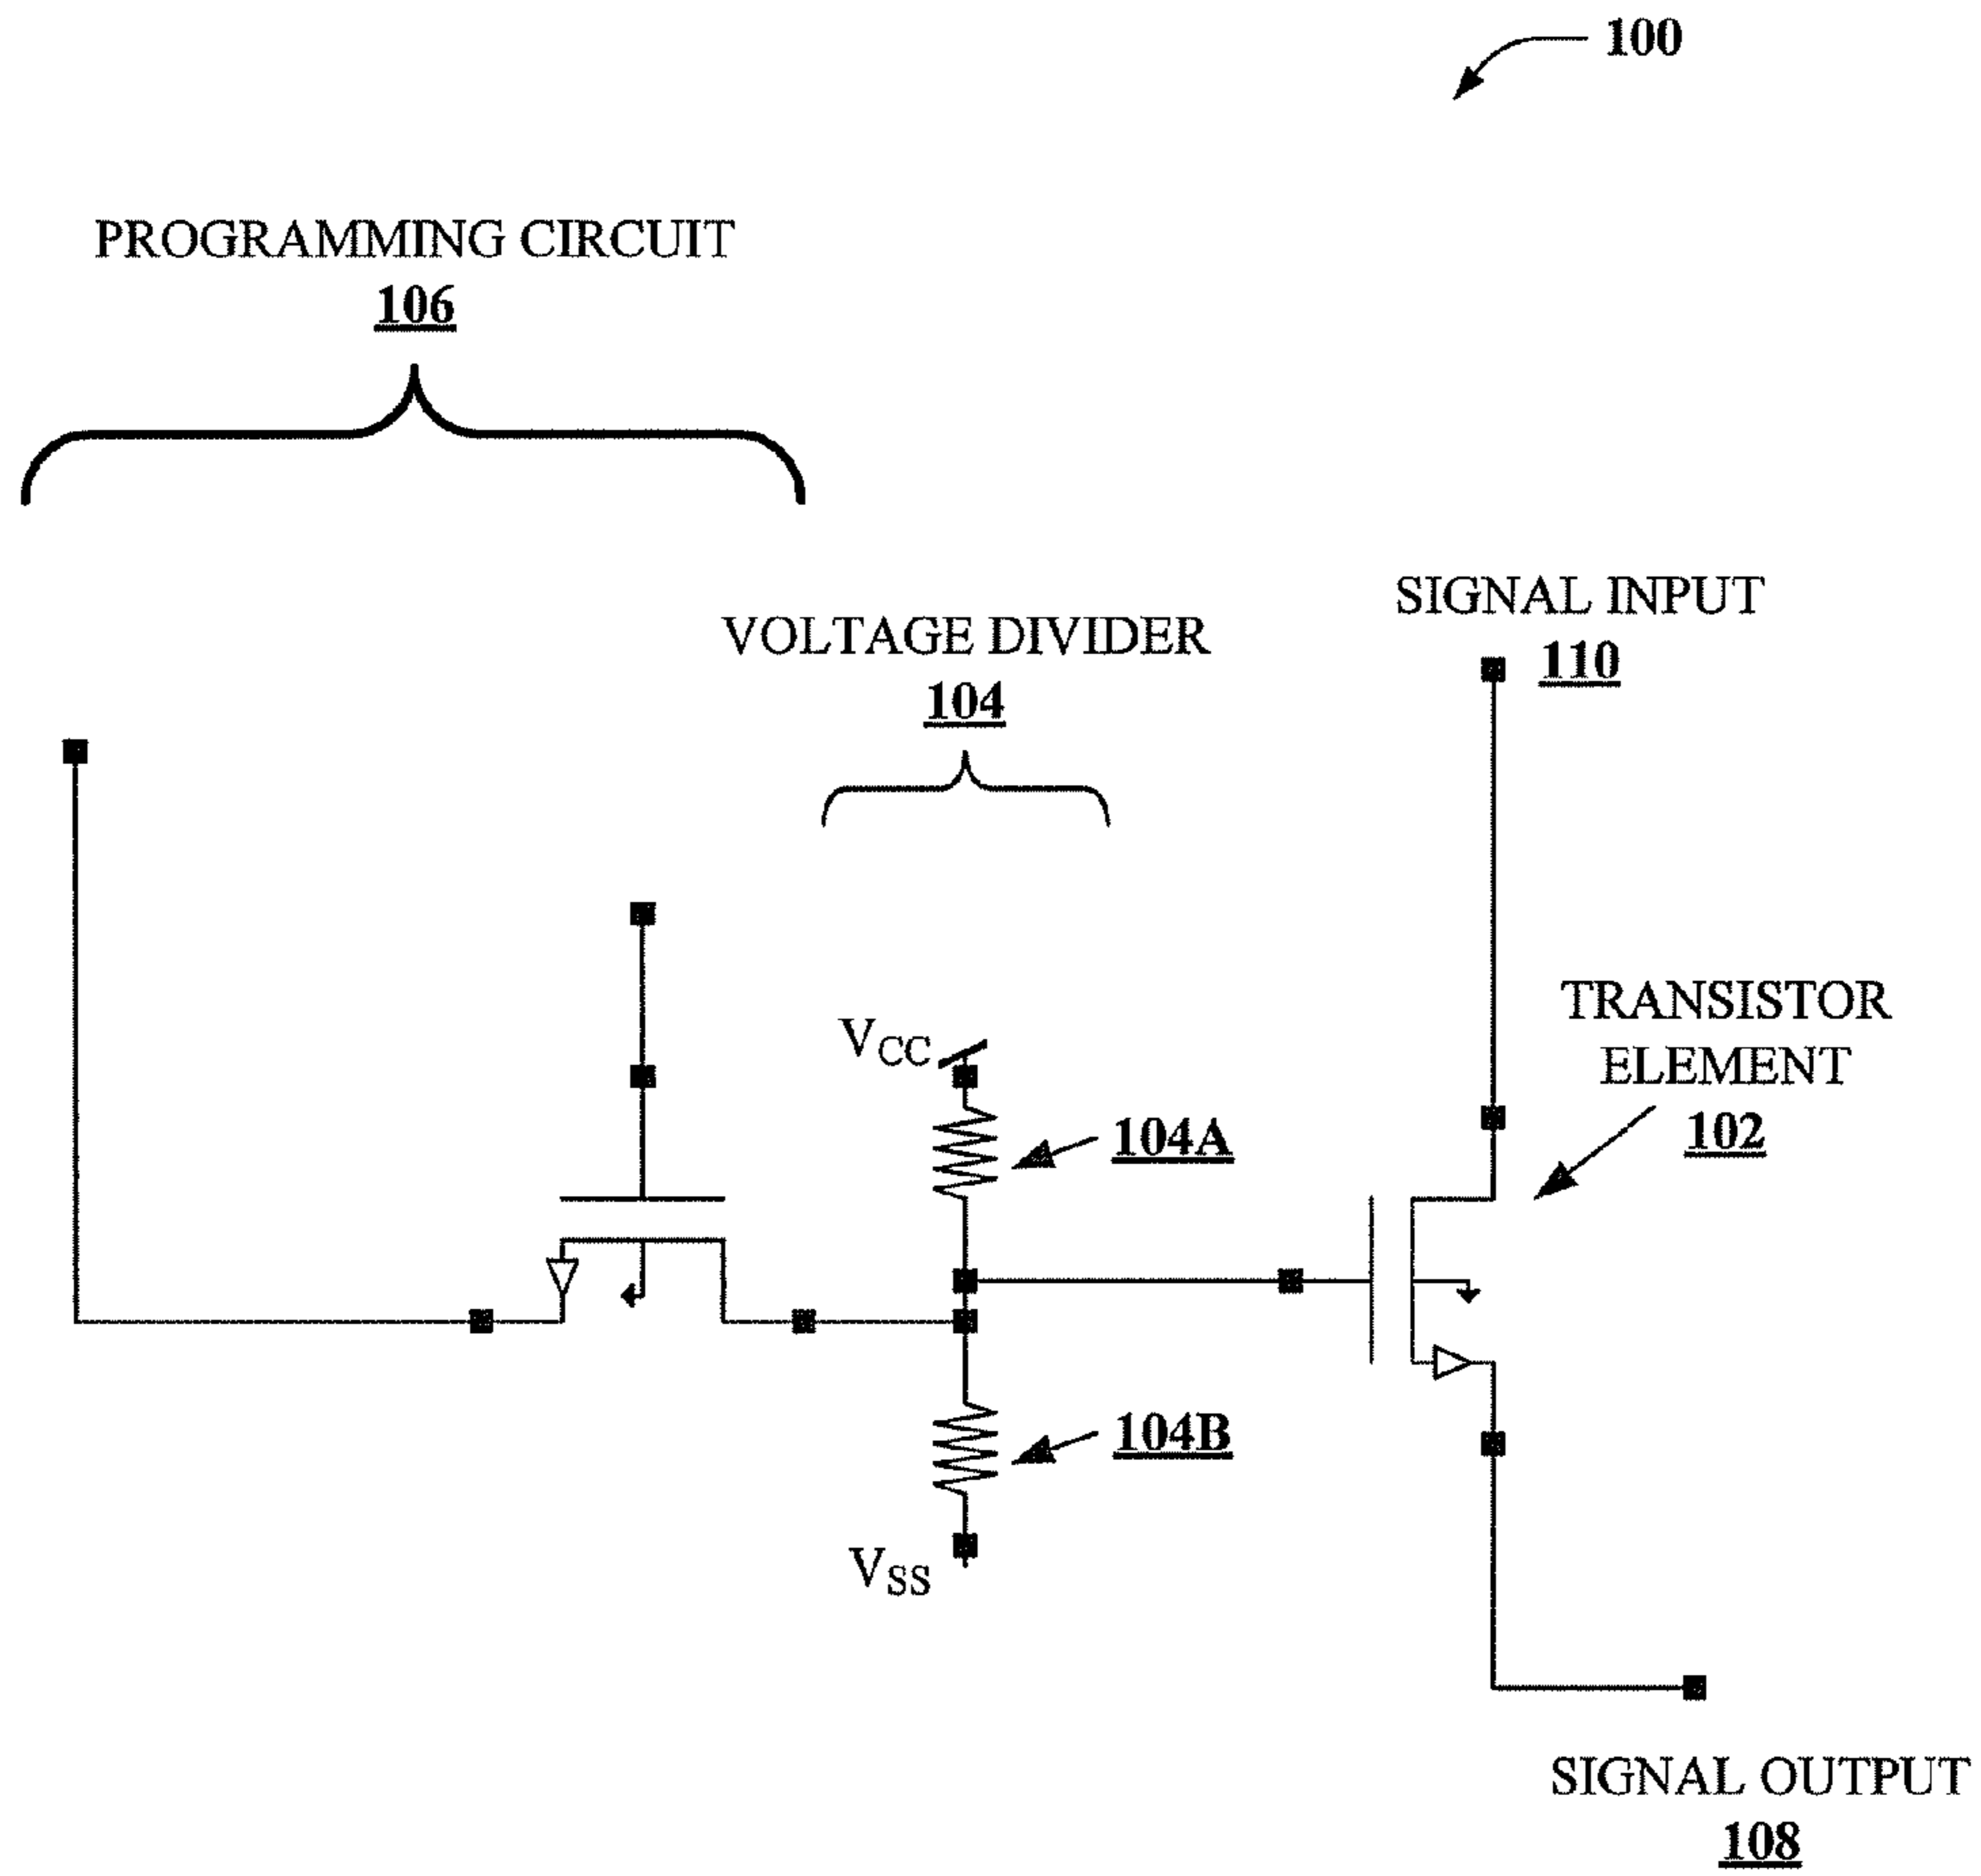 100
PROGRAMMING CIRCUIT
106
SIGNAL INPUT
110
VOLTAGE DIVIDER
104
TRANSISTOR
ELEMENT
102
VCC
104A
104B
VSS
SIGNAL OUTPUT
108